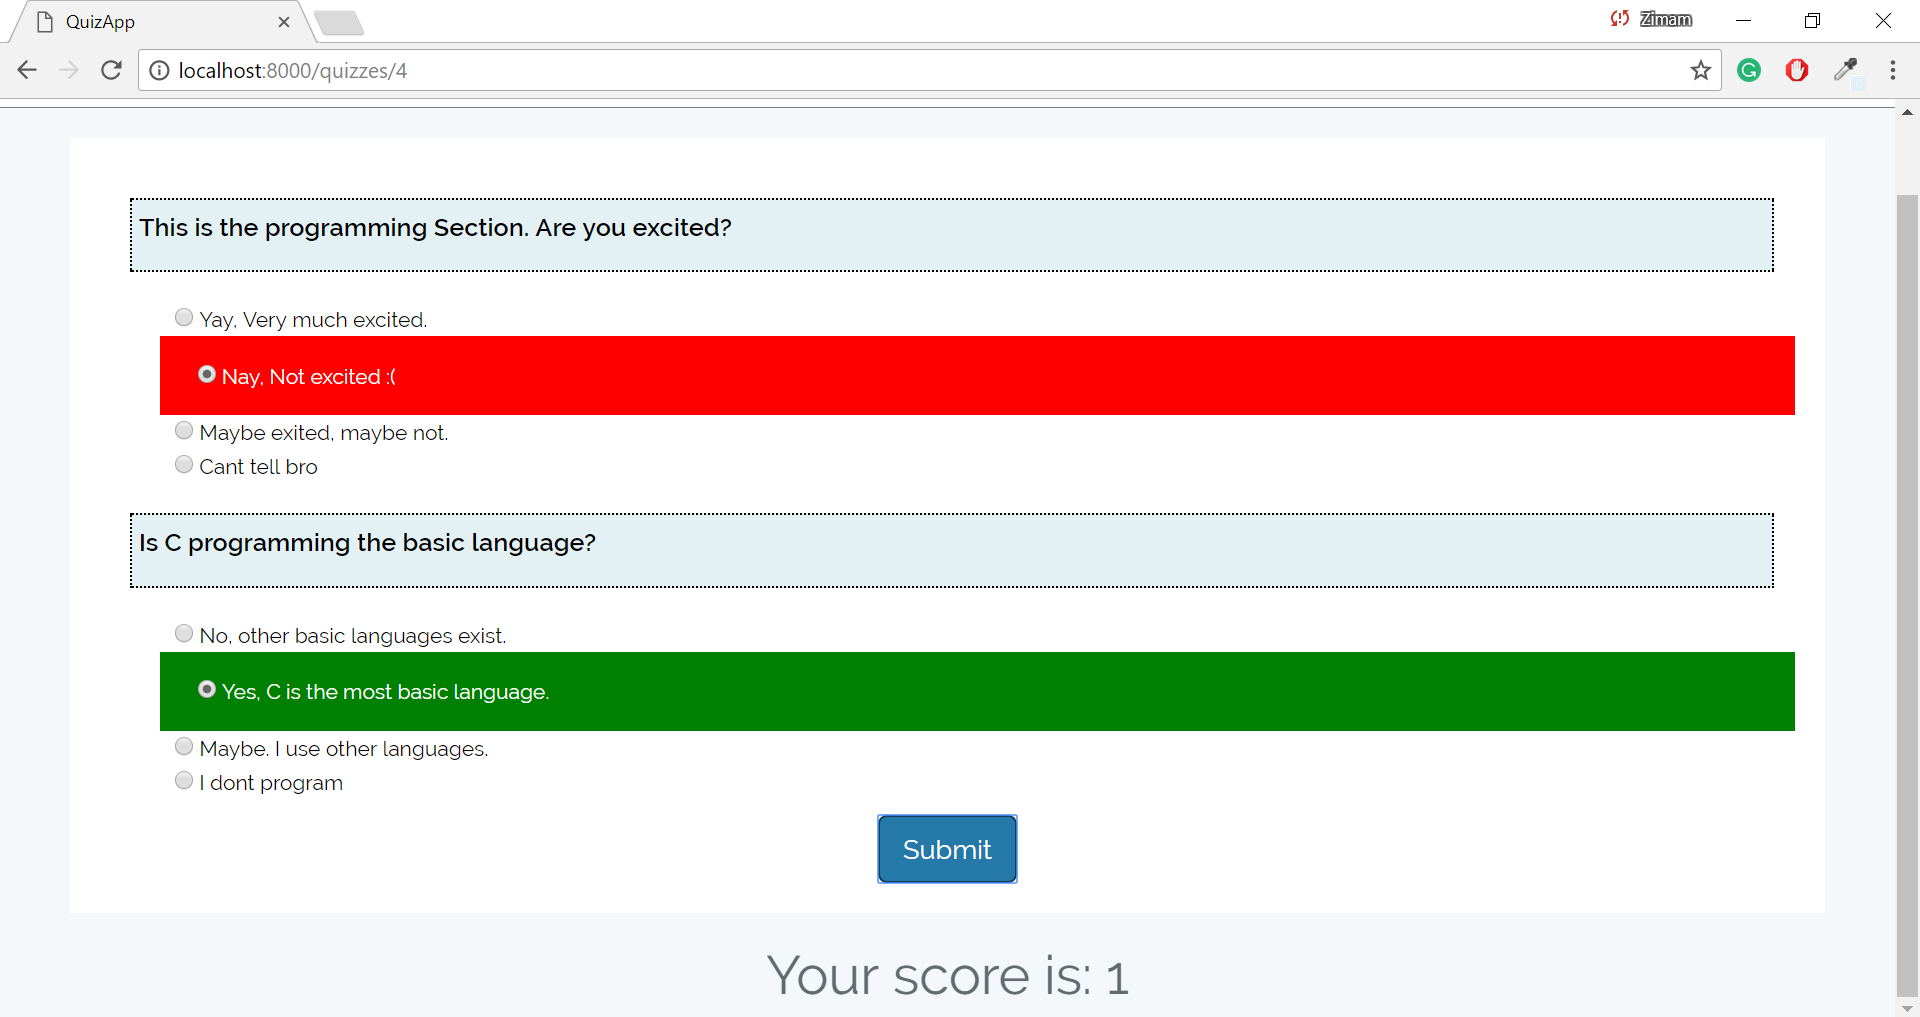 QuizApp
Zimam
localhost:8000/quizzes/4
This is the programming Section. Are you excited?
Yay, Very much excited.
Nay, Not excited :(
Maybe exited, maybe not.
Cant tell bro
Is C programming the basic language?
No, other basic languages exist.
Yes, C is the most basic language.
Maybe. I use other languages.
I dont program
Submit
Your score is: 1